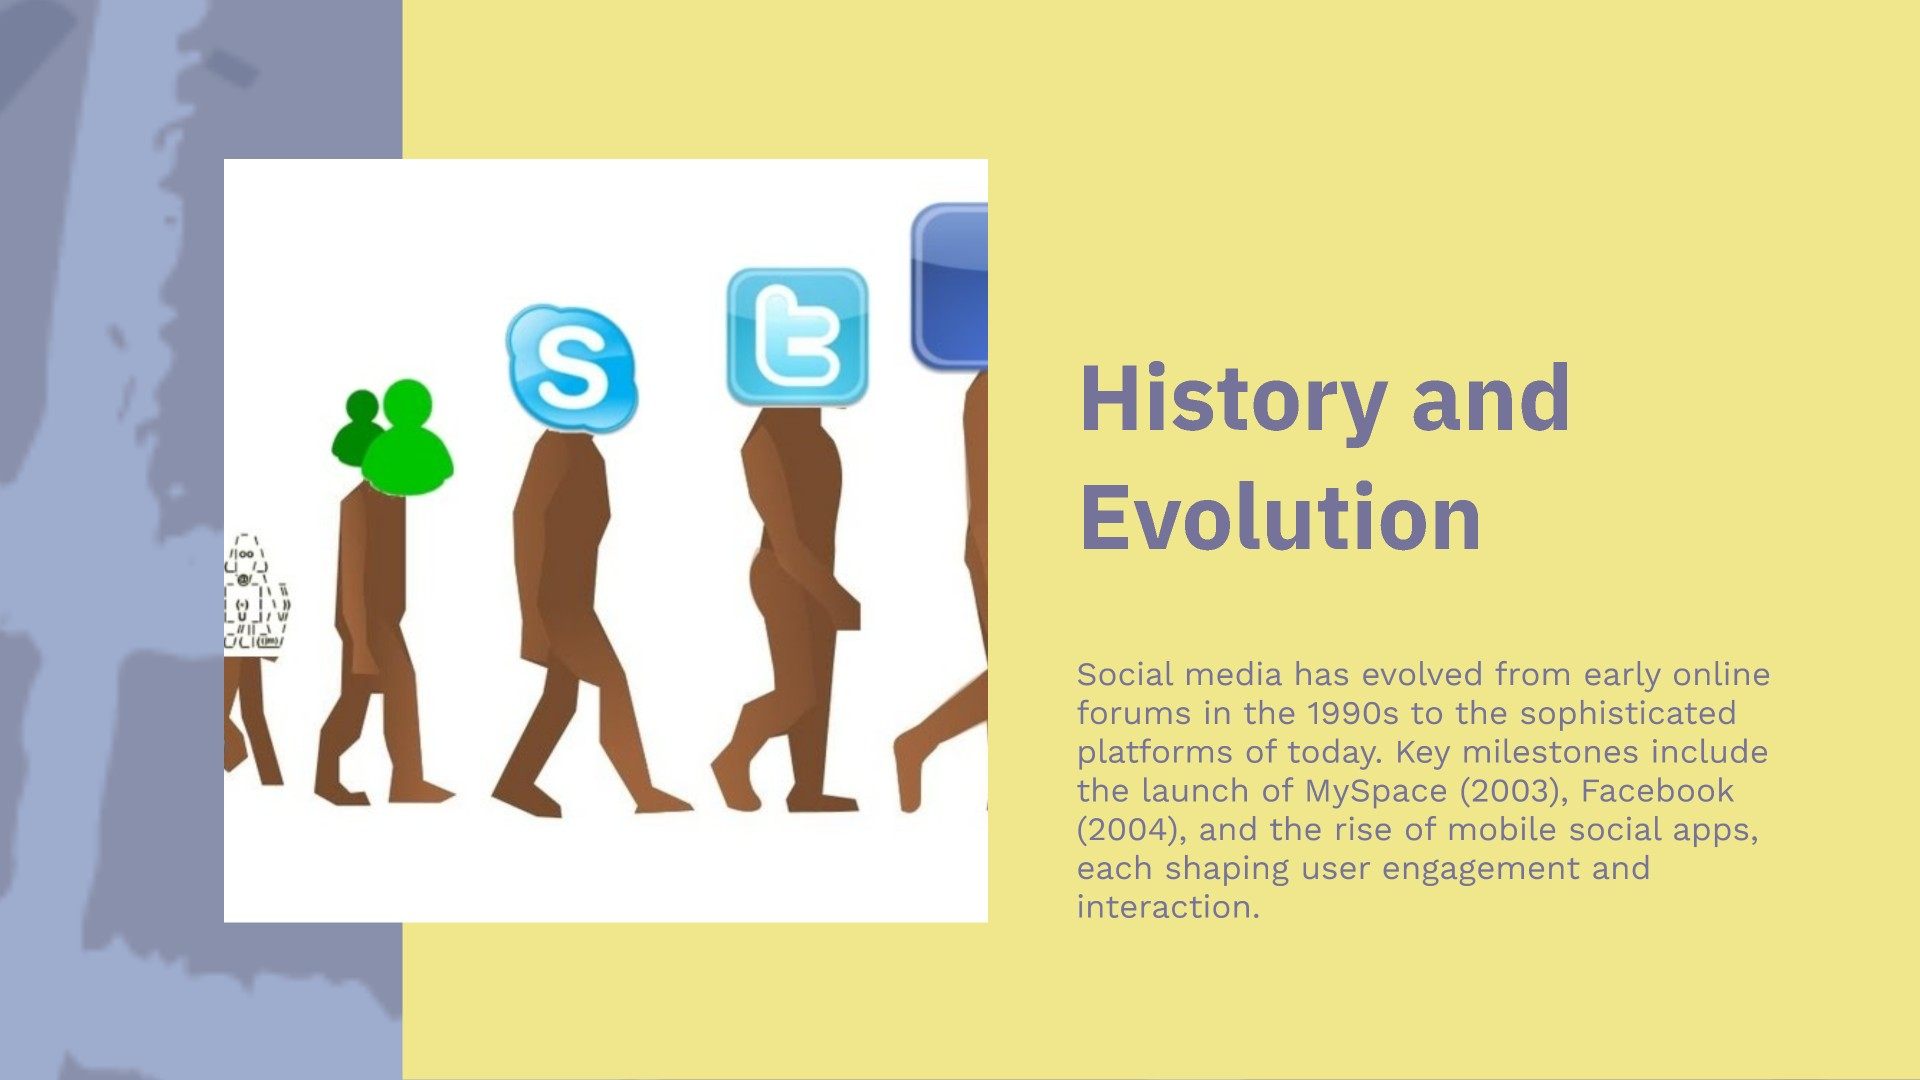 History and
Evolution
Social media has evolved from early online
forums in the 1990s to the sophisticated
platforms of today. Key milestones include
the launch of MySpace (2003), Facebook
(2004), and the rise of mobile social apps,
each shaping user engagement and
interaction.
S
t